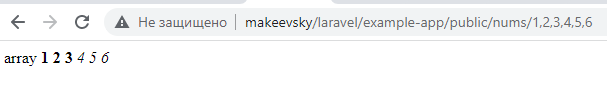 Не защищено | makeevsky/laravel/example-app/public/nums/1,2,3,4,5,6
array 1 2 3 4 5 6